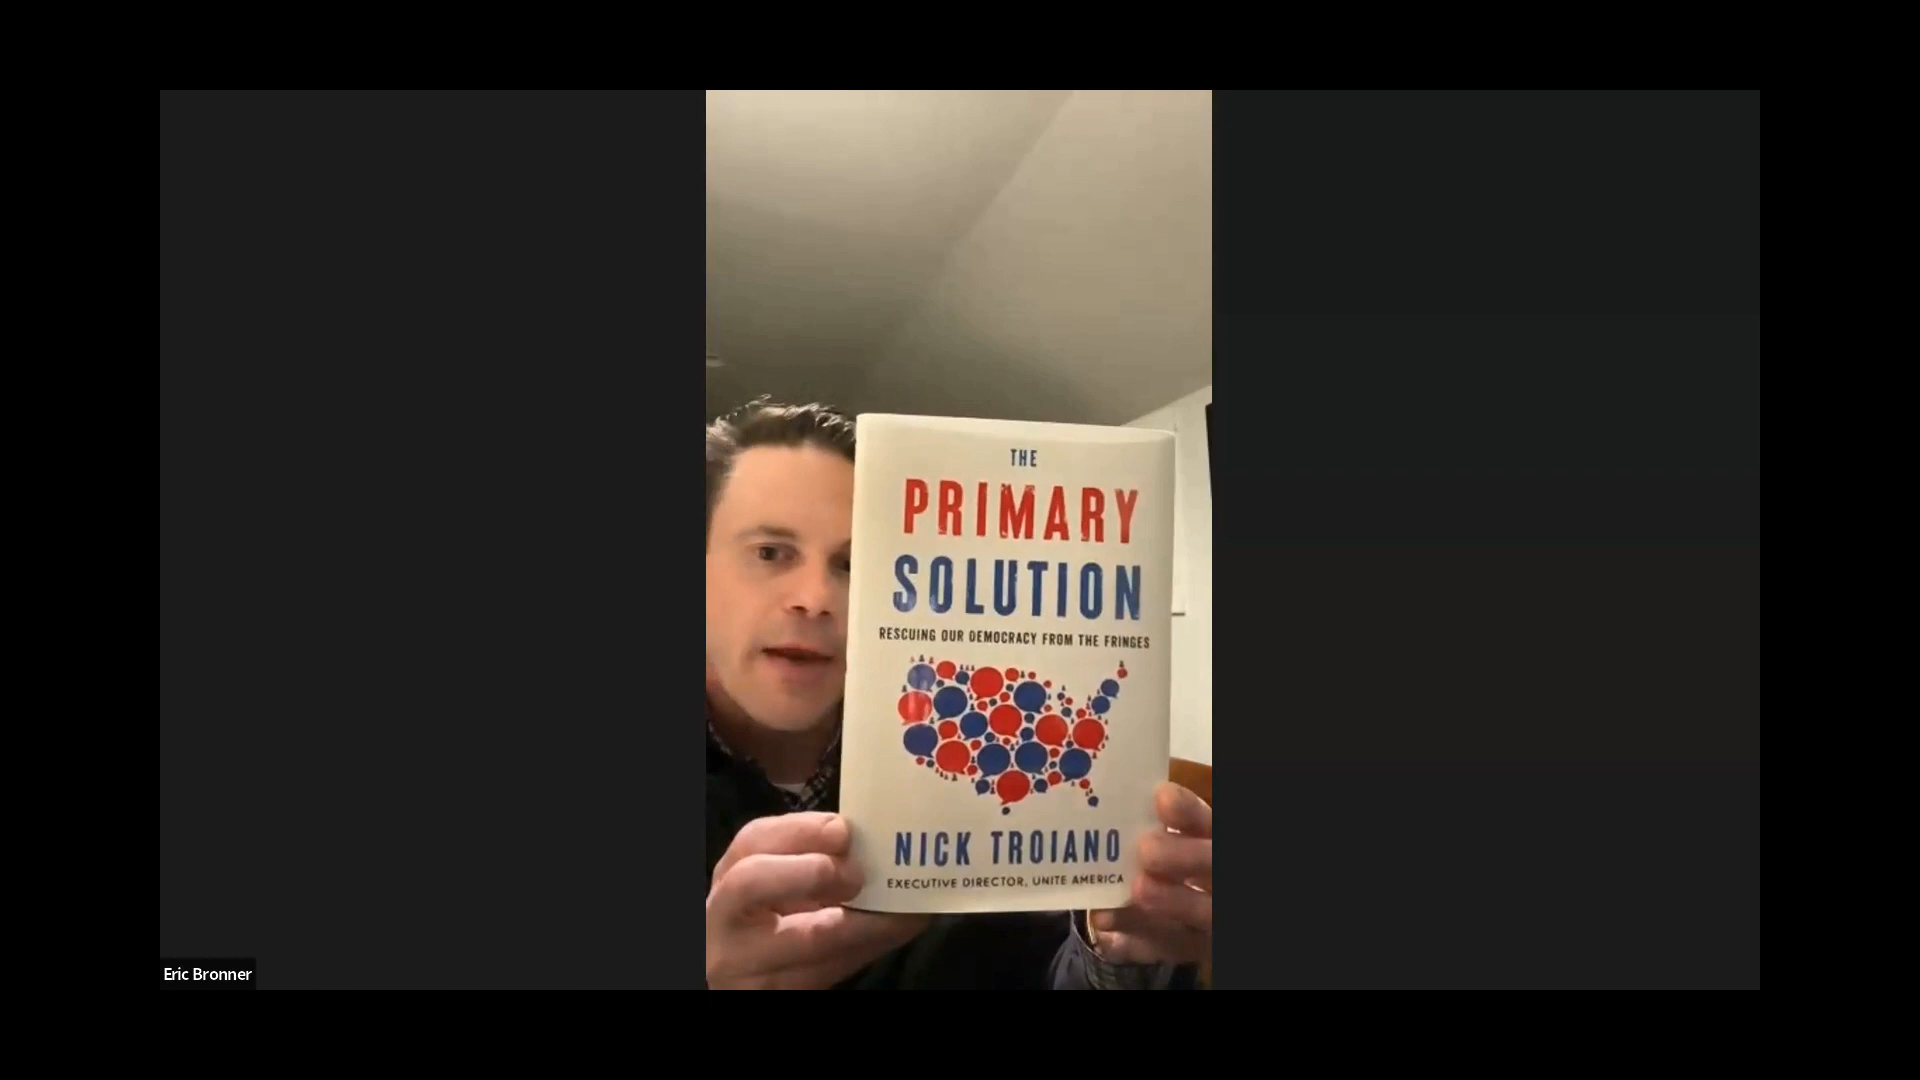 THE
PRIMARY
SOLUTION
RESCUING OUR DEMOCRACY FROM THE FRINGES
NICK TROIANO
EXECUTIVE DIRECTOR, UNITE AMERICA
Eric Bronner